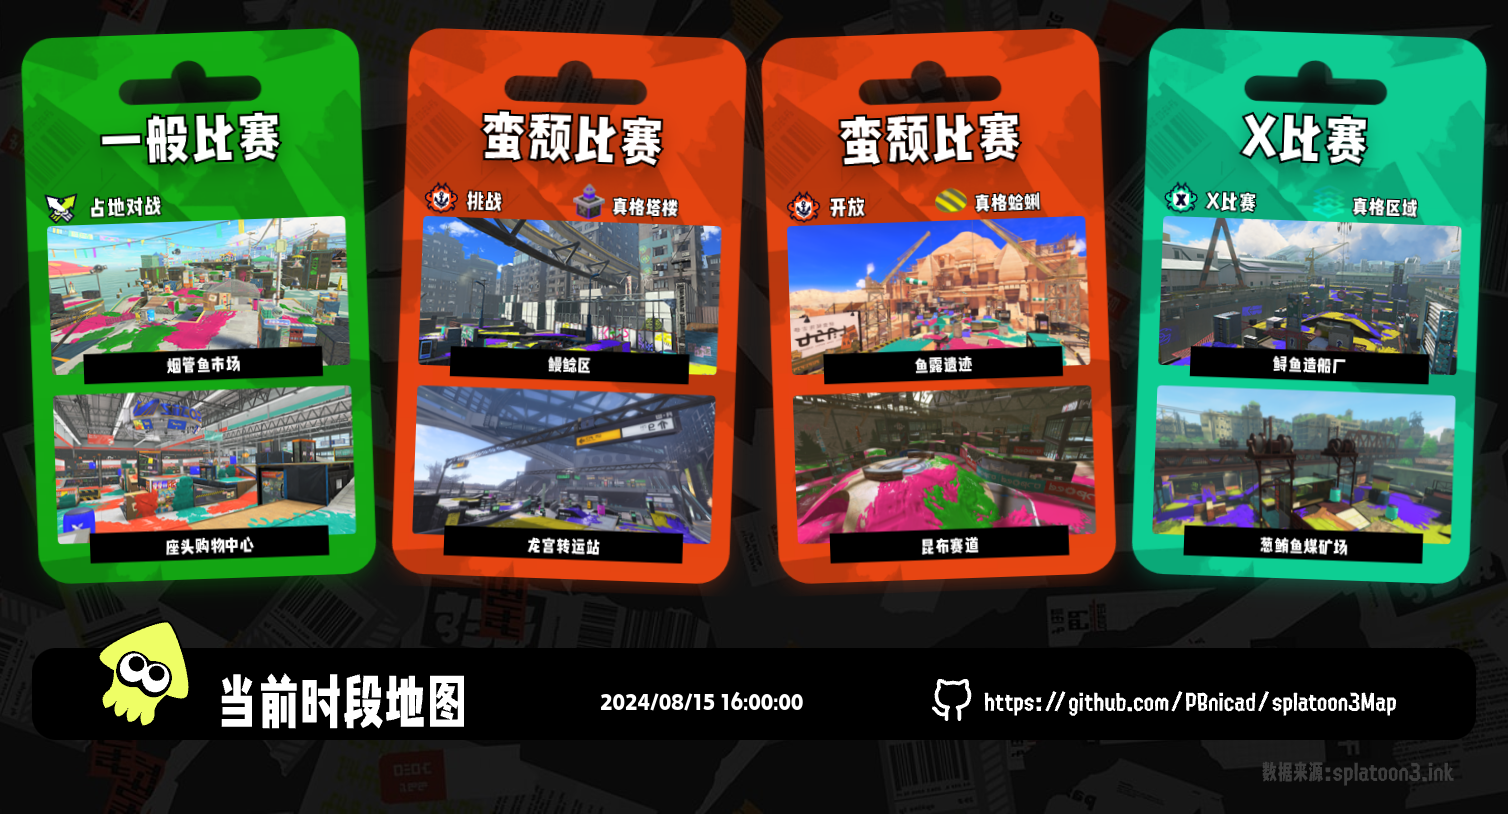 一般比赛
占地对战
烟管鱼市场
座头购物中心
蛮颓比赛
挑战
真格塔楼
鳗鲶区
龙宫转运站
蛮颓比赛
开放
真格蛤蜊
鱼露遗迹
昆布赛道
X比赛
X比赛
真格区域
鲟鱼造船厂
葱鲔鱼煤矿场
当前时段地图
2024/08/15 16:00:00
https://github.com/PBnicad/splatoon3Map
数据来源:splatoon3.ink